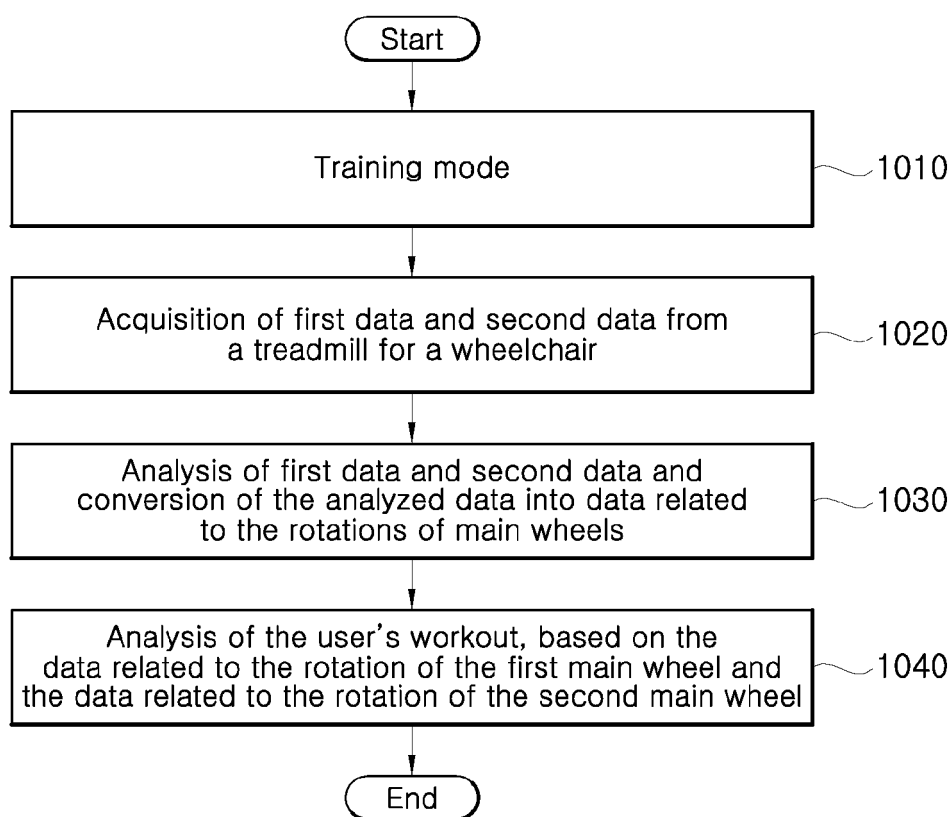 Start
Training mode
1010
Acquisition of first data and second data from
a treadmill for a wheelchair
1020
Analysis of first data and second data and
conversion of the analyzed data into data related
to the rotations of main wheels
1030
Analysis of the user's workout, based on the
data related to the rotation of the first main wheel and
the data related to the rotation of the second main wheel
1040
End